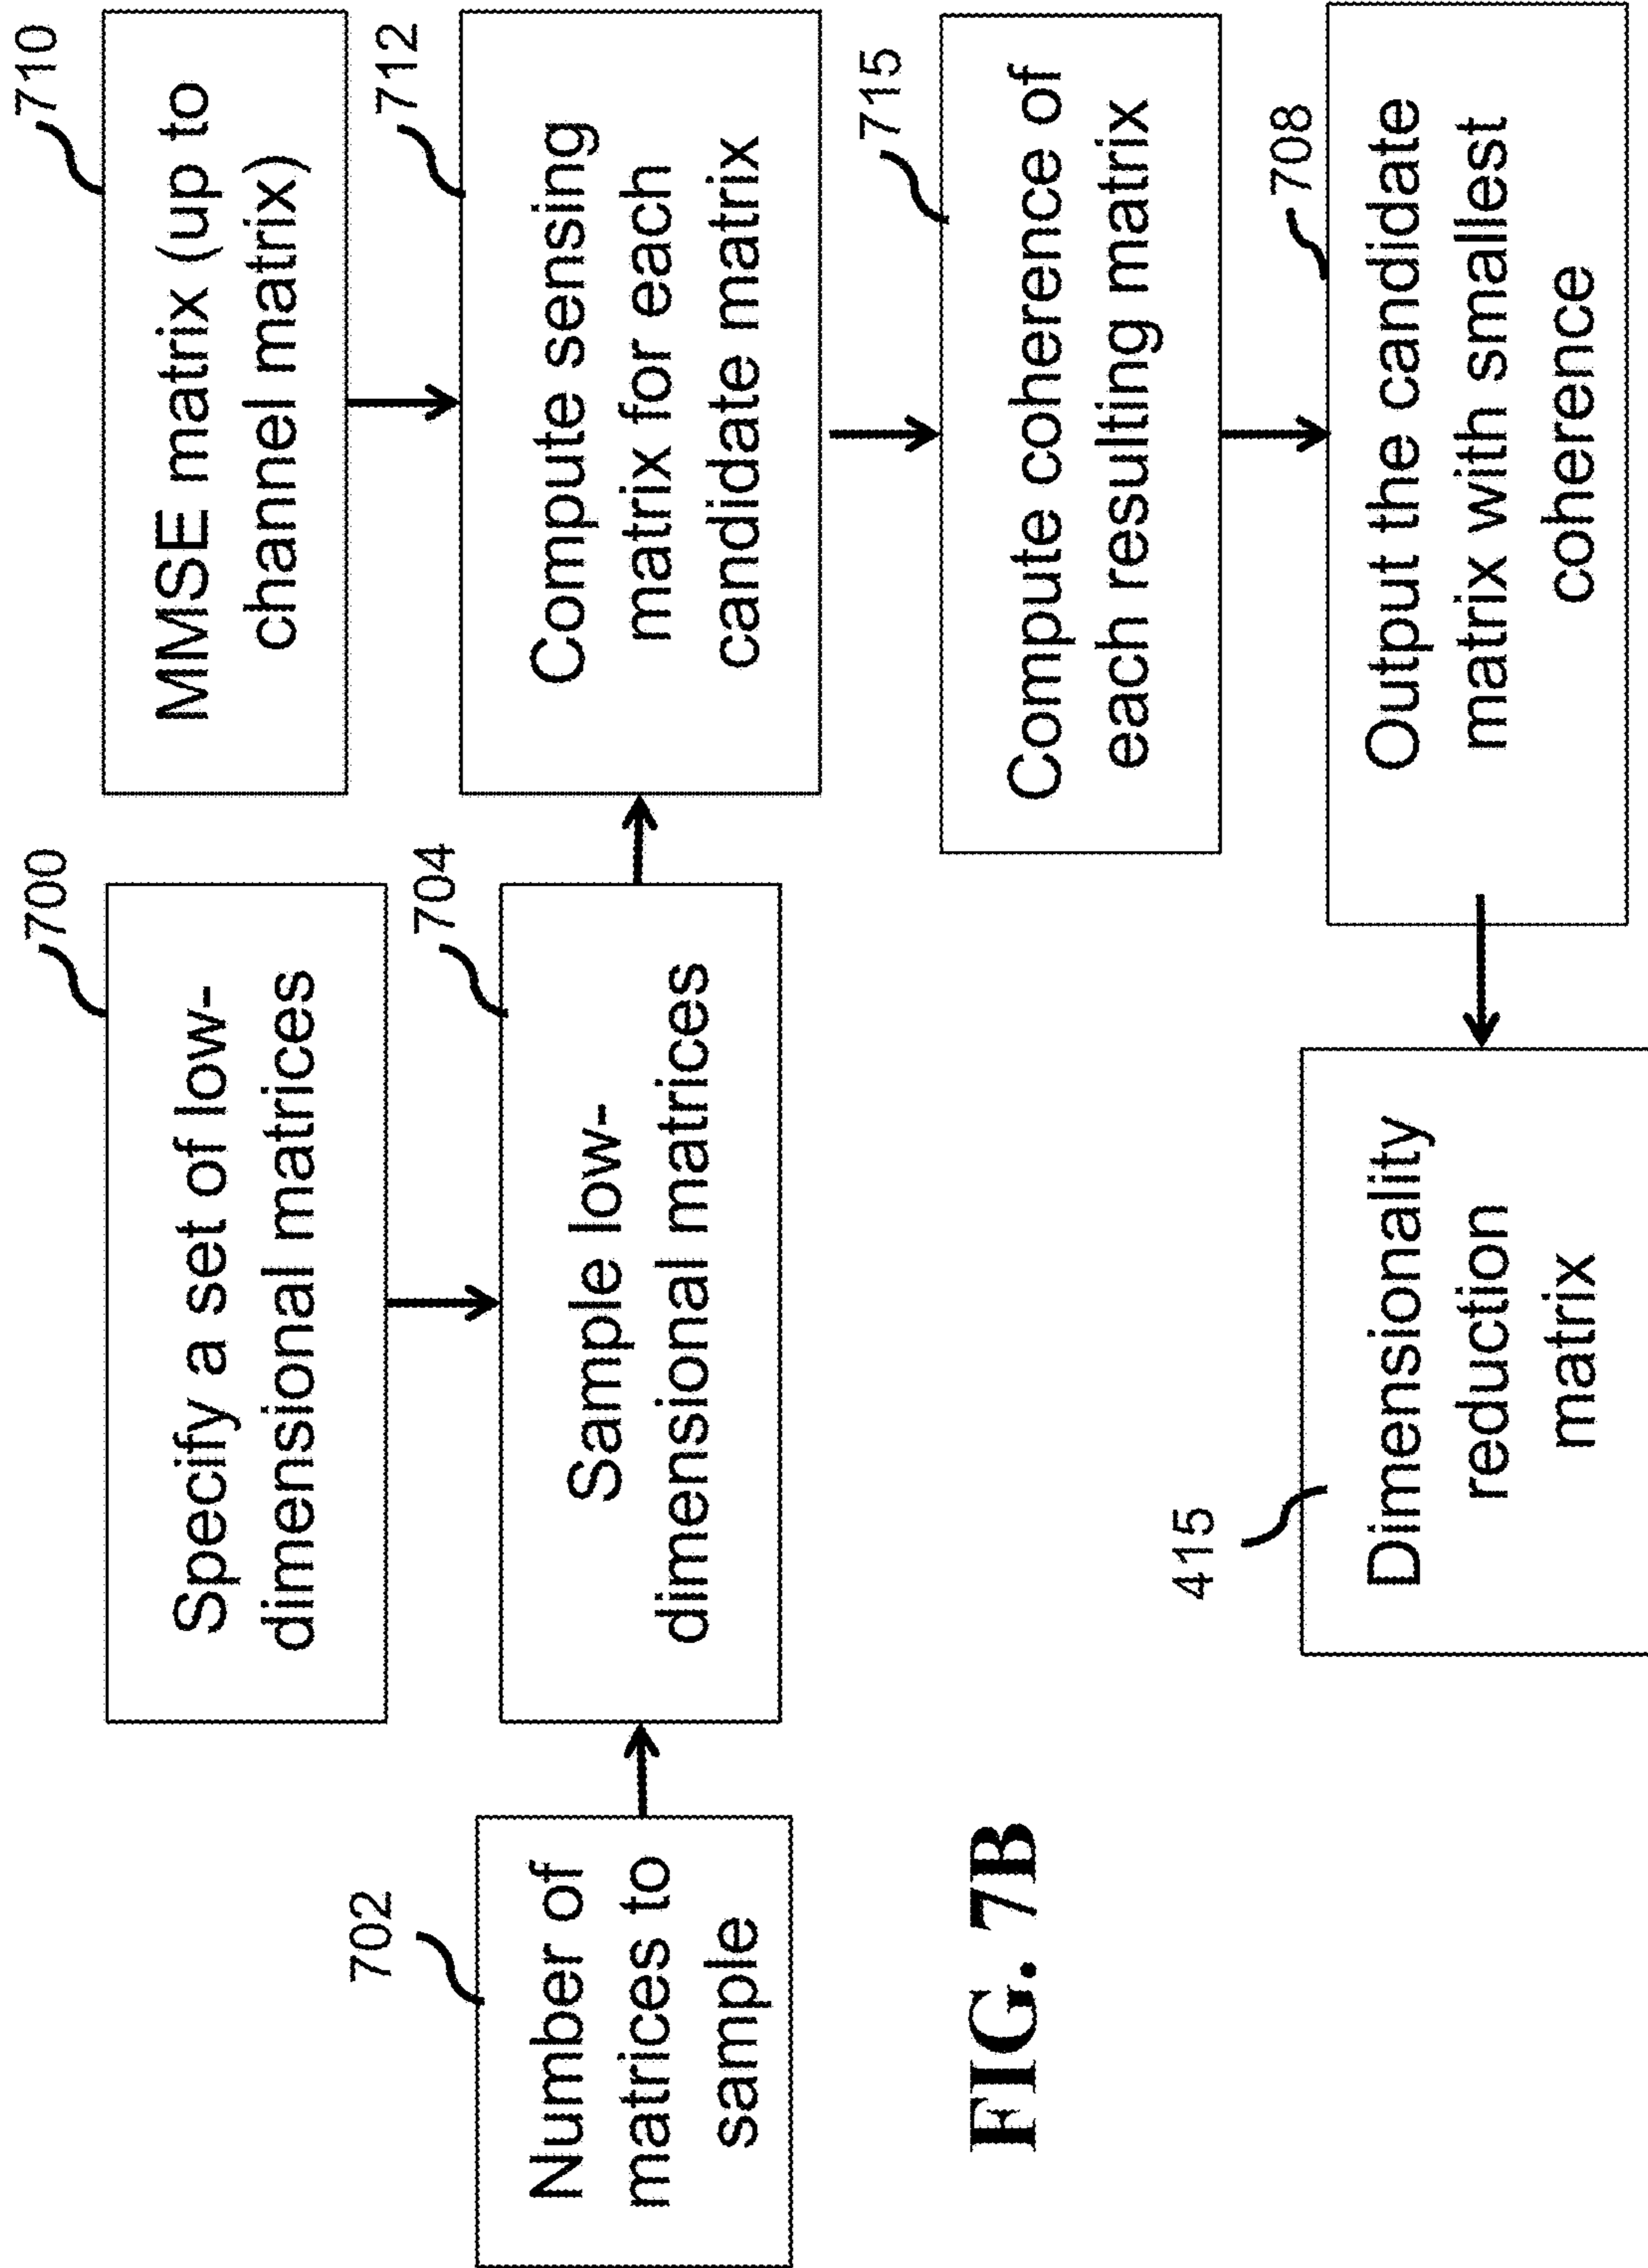 700
Specify a set of low-
dimensional matrices
710
MMSE matrix (up to
channel matrix)
702
Number of
matrices to
sample
704
Sample low-
dimensional matrices
712
Compute sensing
matrix for each
candidate matrix
715
Compute coherence of
each resulting matrix
708
Output the candidate
matrix with smallest
coherence
415
Dimensionality
reduction
matrix
FIG. 7B